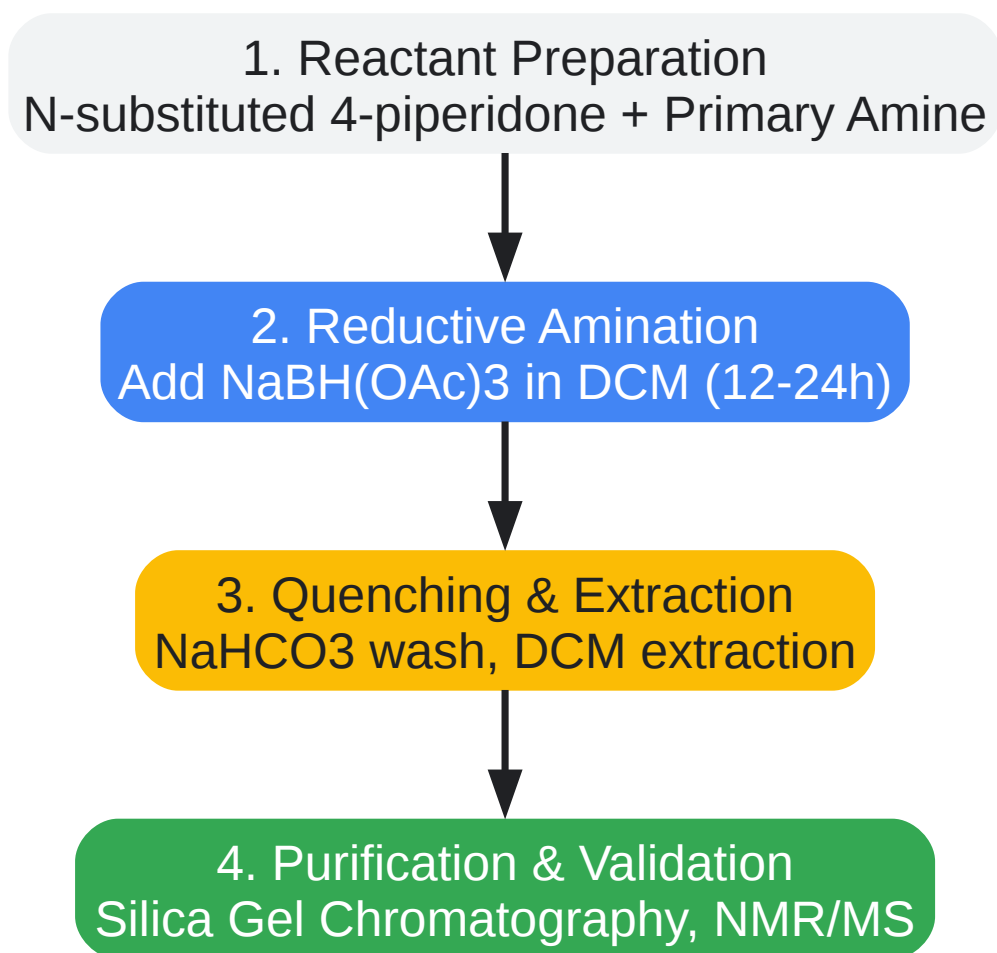 1. Reactant Preparation
N-substituted 4-piperidone + Primary Amine
2. Reductive Amination
Add NaBH(OAc)3 in DCM (12-24h)
3. Quenching & Extraction
NaHCO3 wash, DCM extraction
4. Purification & Validation
Silica Gel Chromatography, NMR/MS